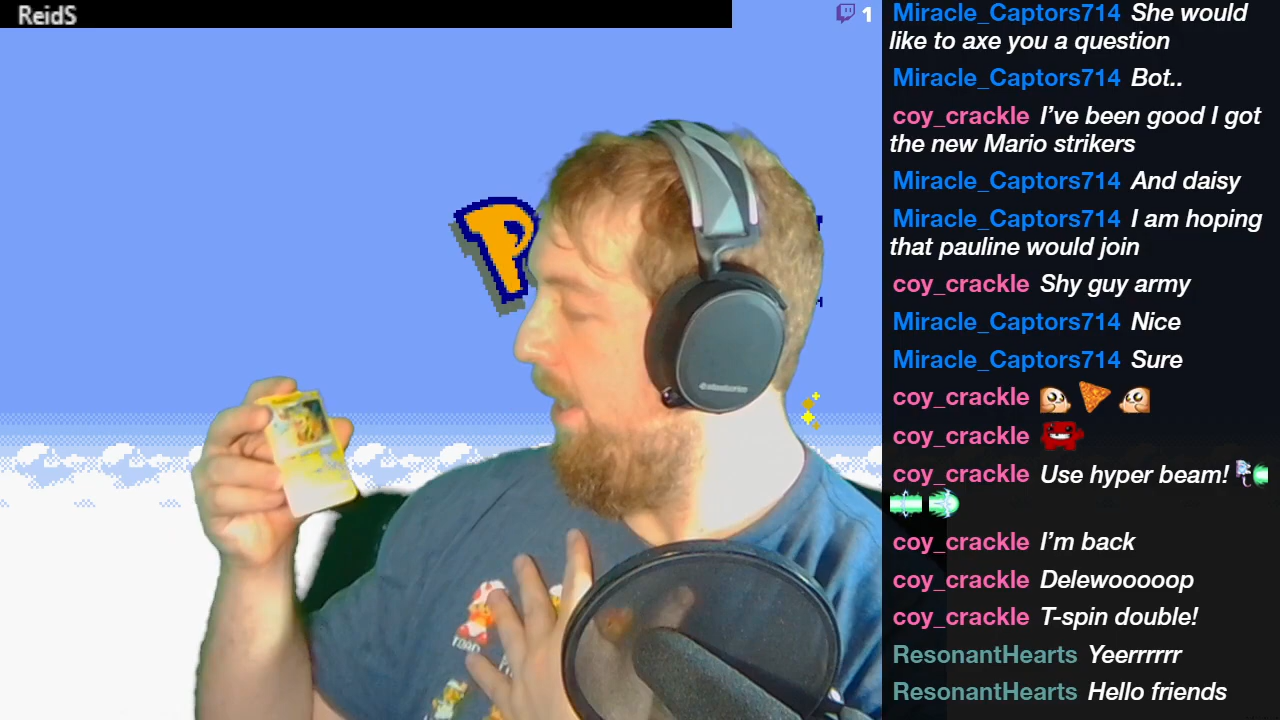 ReidS
1
P
steelseries
TOAD
Miracle_Captors714 She would
like to axe you a question
Miracle_Captors714 Bot..
coy_crackle I've been good I got
the new Mario strikers
Miracle_Captors714 And daisy
Miracle_Captors714 I am hoping
that pauline would join
coy_crackle Shy guy army
Miracle_Captors714 Nice
Miracle_Captors714 Sure
coy_crackle
coy_crackle
coy_crackle Use hyper beam!
coy_crackle I'm back
coy_crackle Delewooooop
coy_crackle T-spin double!
ResonantHearts Yeerrrrrr
ResonantHearts Hello friends